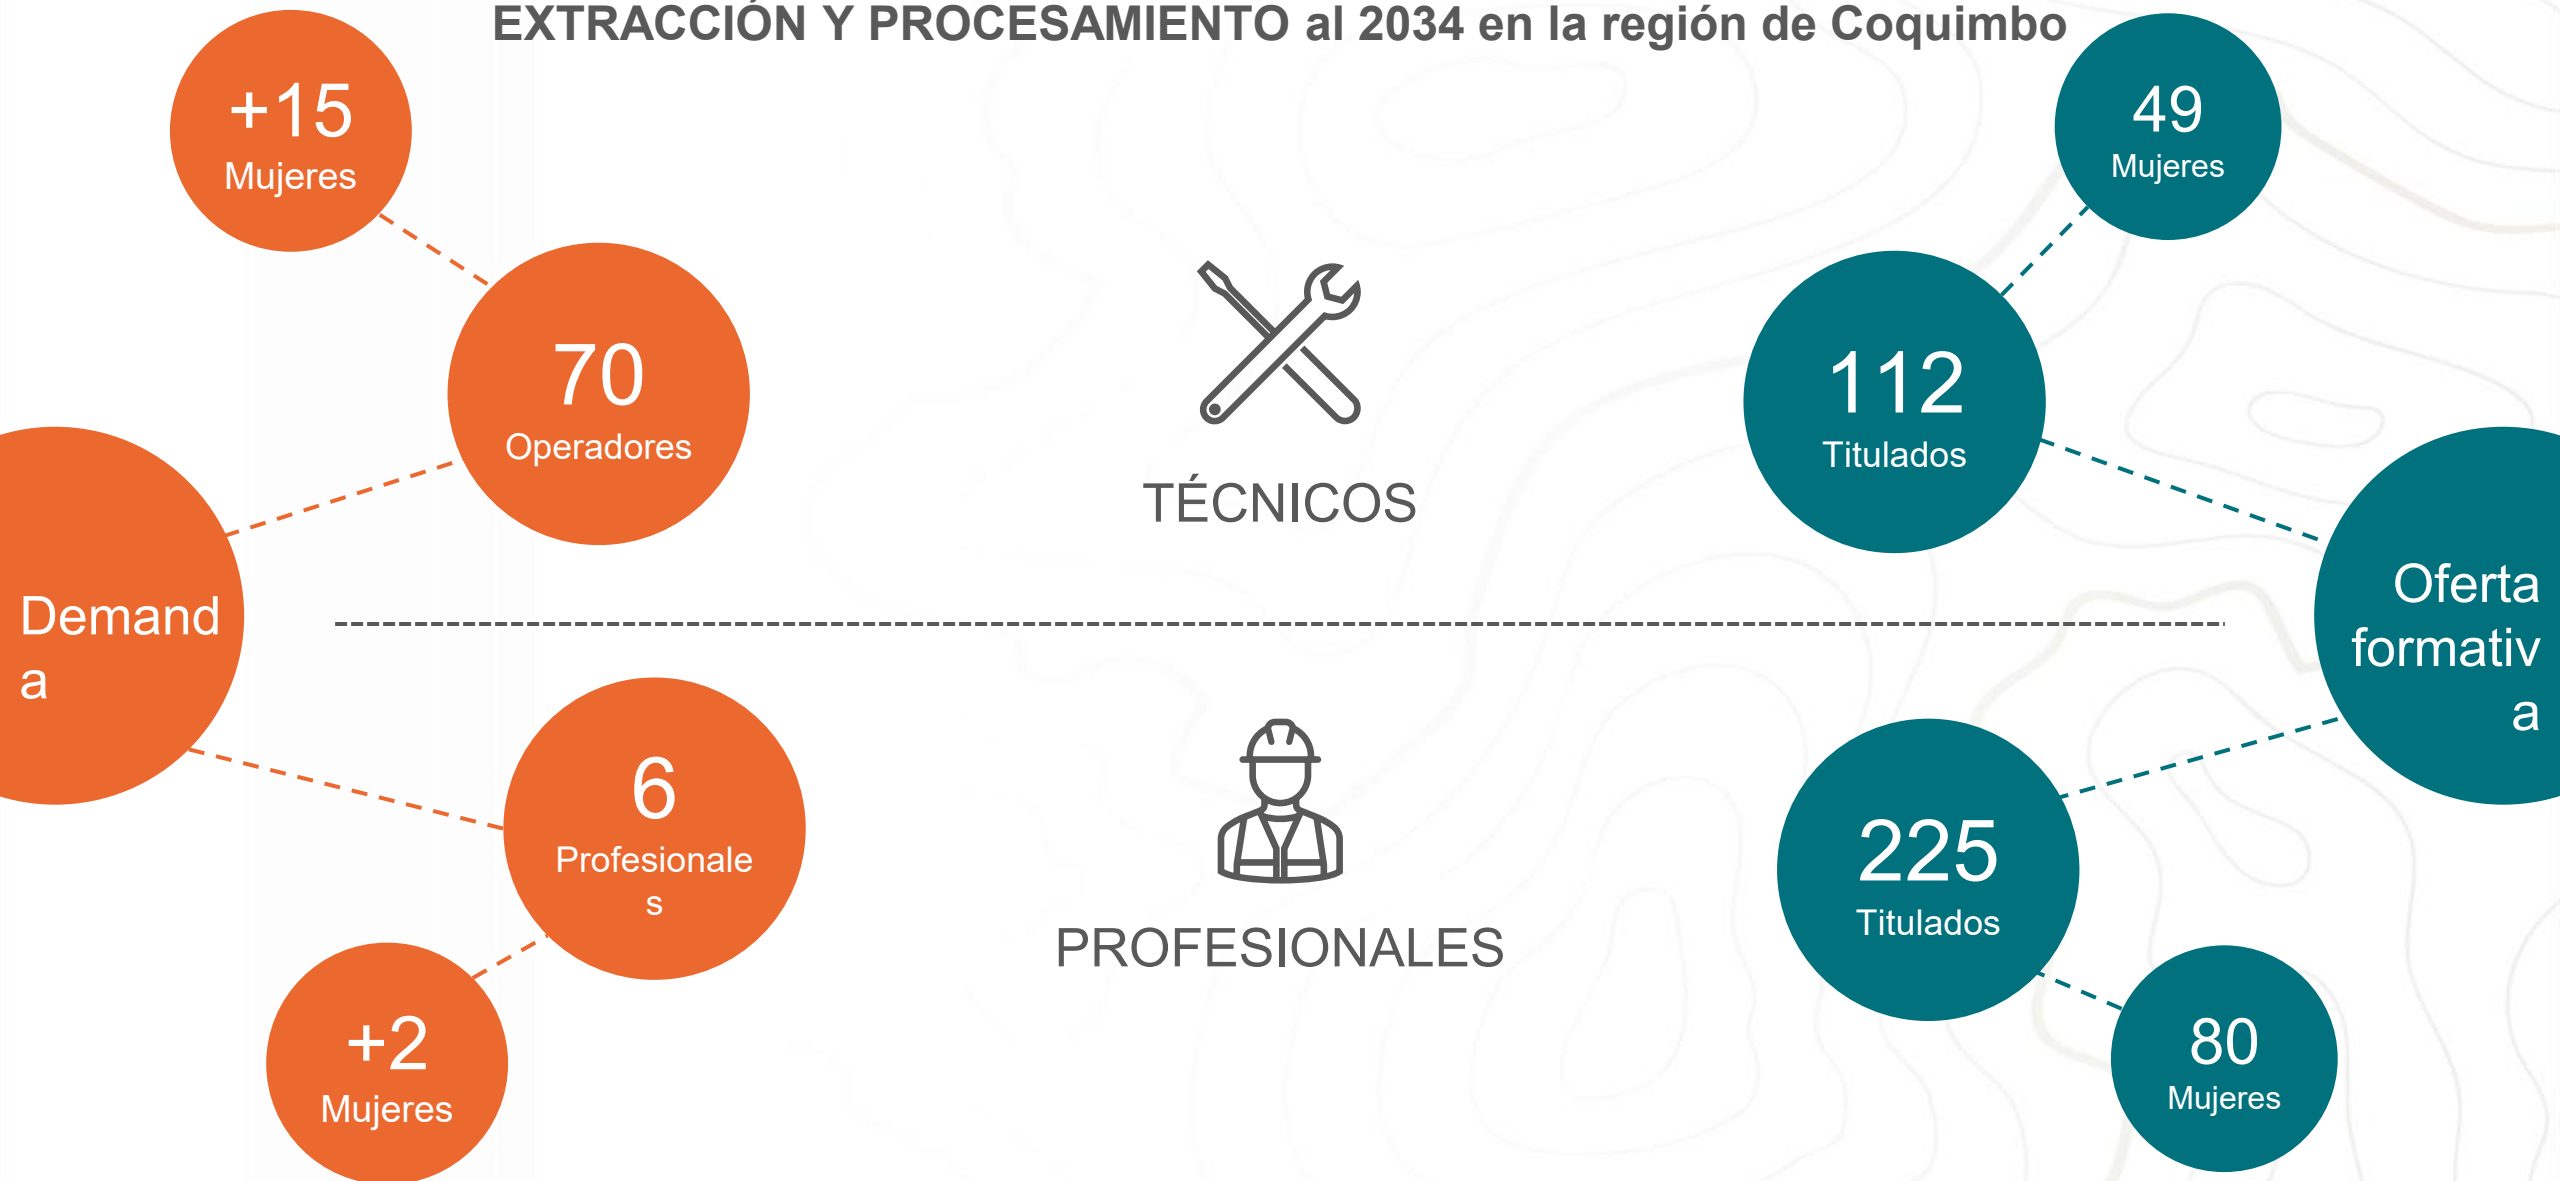 EXTRACCIÓN Y PROCESAMIENTO al 2034 en la región de Coquimbo
+15
Mujeres
70
Operadores
Demand
a
6
Profesionale
s
+2
Mujeres
TÉCNICOS
PROFESIONALES
49
Mujeres
112
Titulados
Oferta
formativ
a
225
Titulados
80
Mujeres